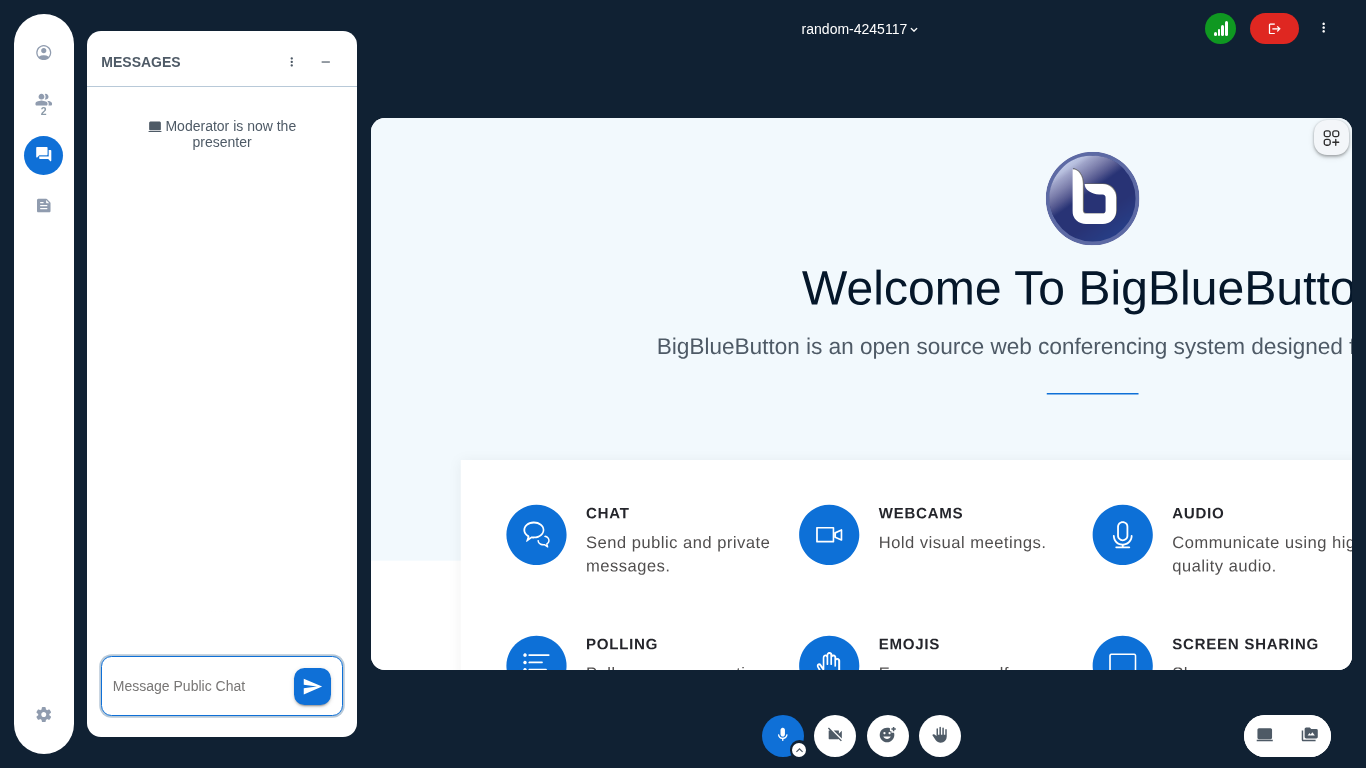 random-4245117
MESSAGES
2
Moderator is now the
presenter
Welcome To BigBlueButto
BigBlueButton is an open source web conferencing system designed f
CHAT
Send public and private
messages.
WEBCAMS
Hold visual meetings.
AUDIO
Communicate using hig
quality audio.
POLLING
EMOJIS
SCREEN SHARING
Message Public Chat